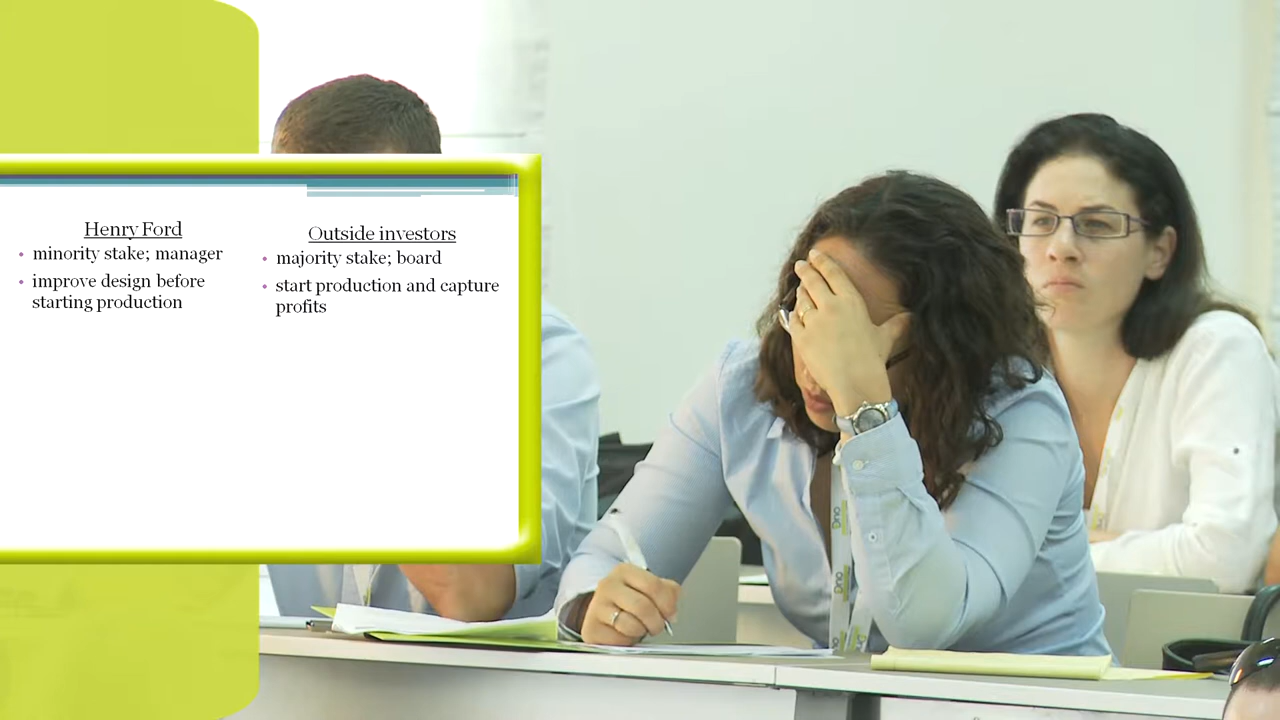 Henry Ford
• minority stake; manager
• improve design before
starting production
Outside investors
• majority stake; board
• start production and capture
profits